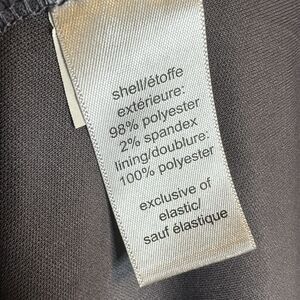 shell/étoffe
extérieure:
98% polyester
2% spandex
lining/doublure:
100% polyester
exclusive of
elastic/
sauf élastique